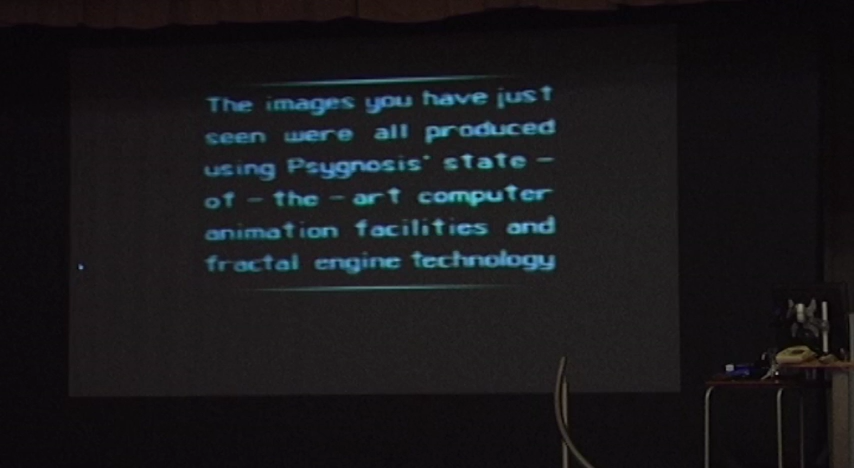 The images you have just
seen were all produced
using Psygnosis' state -
of - the - art computer
animation facilities and
fractal engine technology